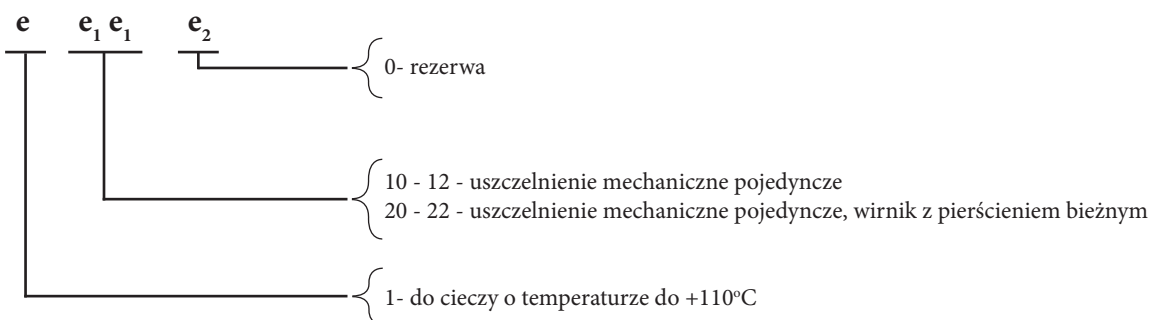 e e₁ e₁ e₂
0- rezerwa
10 - 12 - uszczelnienie mechaniczne pojedyncze
20 - 22 - uszczelnienie mechaniczne pojedyncze, wirnik z pierścieniem bieżnym
1- do cieczy o temperaturze do +110°C